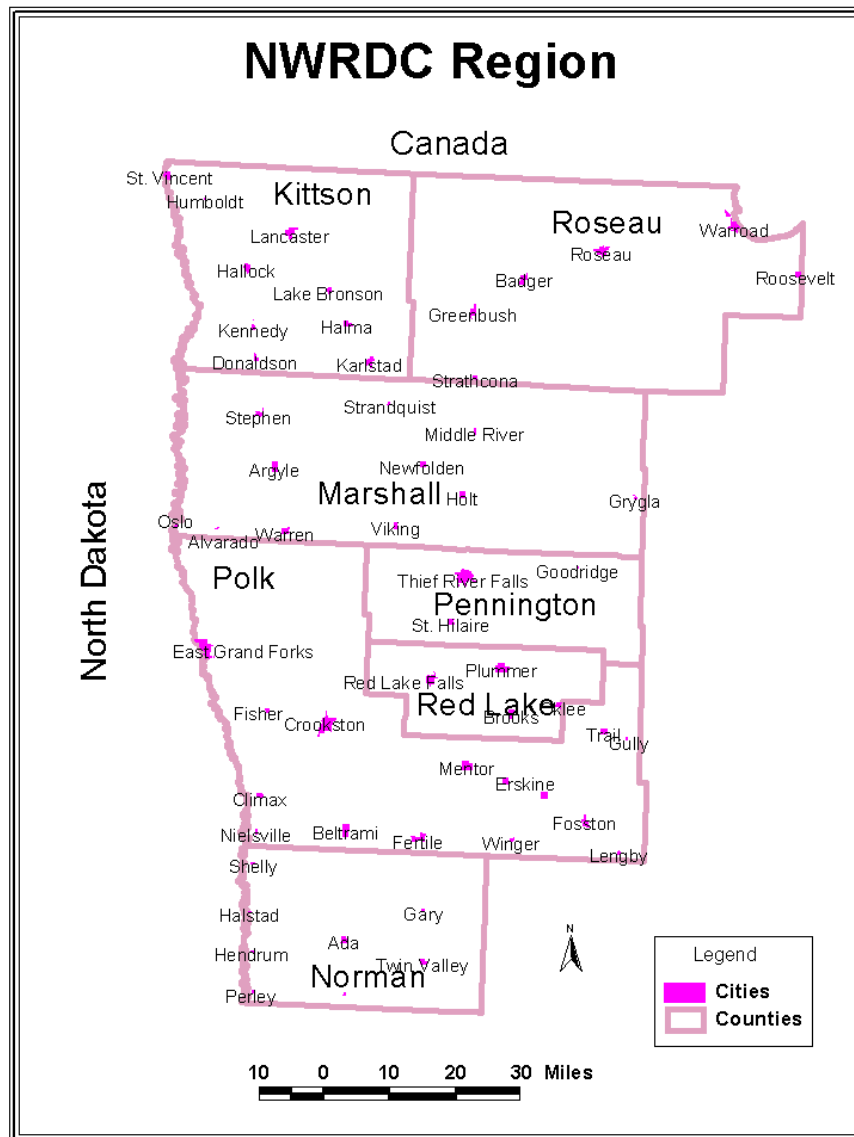 NWRDC Region
Canada
St. Vincent
Humboldt
Kittson
Lancaster
Hallock
Lake Bronson
Kennedy
Halma
Donaldson
Karlstad
Roseau
Warroad
Roseau
Badger
Roosevelt
Greenbush
Strathcona
Stephen
Strandquist
Middle River
Argyle
Newfolden
Marshall
Holt
Grygla
Oslo
Alvarado
Warren
Viking
North Dakota
Polk
Thief River Falls
Goodridge
Pennington
St. Hilaire
East Grand Forks
Plummer
Red Lake Falls
Red Lake
Brooks
Fisher
Crookston
Trail
Gully
Mentor
Erskine
Climax
Fosston
Nielsville
Beltrami
Fertile
Winger
Lengby
Shelly
Halstad
Gary
Ada
Hendrum
Twin Valley
Norman
Perley
N
Legend
Cities
Counties
10 0 10 20 30 Miles